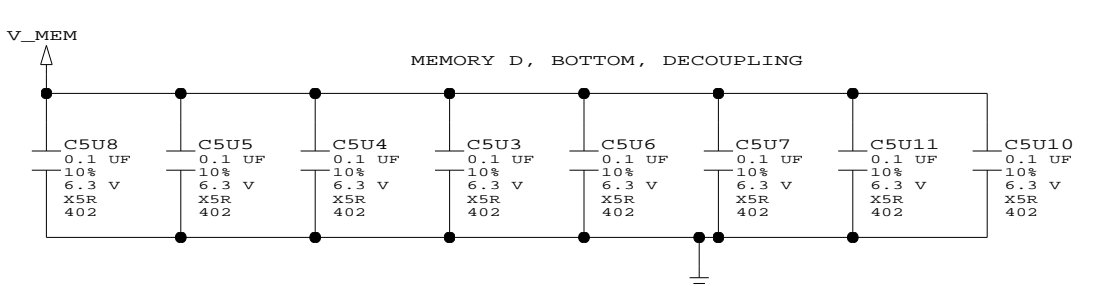 V_MEM
MEMORY D, BOTTOM, DECOUPLING
C5U8
0.1 UF
10%
6.3 V
X5R
402
C5U5
0.1 UF
10%
6.3 V
X5R
402
C5U4
0.1 UF
10%
6.3 V
X5R
402
C5U3
0.1 UF
10%
6.3 V
X5R
402
C5U6
0.1 UF
10%
6.3 V
X5R
402
C5U7
0.1 UF
10%
6.3 V
X5R
402
C5U11
0.1 UF
10%
6.3 V
X5R
402
C5U10
0.1 UF
10%
6.3 V
X5R
402